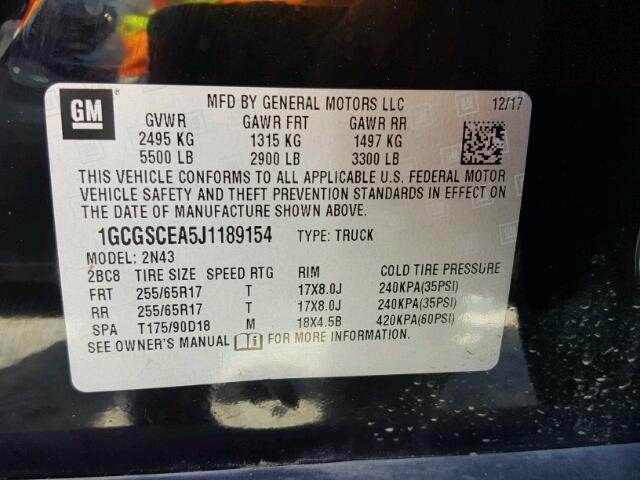 GM
®
MFD BY GENERAL MOTORS LLC 12/17
GVWR GAWR FRT GAWR RR
2495 KG 1315 KG 1497 KG
5500 LB 2900 LB 3300 LB
THIS VEHICLE CONFORMS TO ALL APPLICABLE U.S. FEDERAL MOTOR
VEHICLE SAFETY AND THEFT PREVENTION STANDARDS IN EFFECT ON
THE DATE OF MANUFACTURE SHOWN ABOVE.
1GCGSCEA5J1189154 TYPE: TRUCK
MODEL: 2N43
2BC8 TIRE SIZE SPEED RTG RIM COLD TIRE PRESSURE
FRT 255/65R17 T 17X8.0J 240KPA(35PSI)
RR 255/65R17 T 17X8.0J 240KPA(35PSI)
SPA T175/90D18 M 18X4.5B 420KPA(60PSI)
SEE OWNER'S MANUAL FOR MORE INFORMATION.